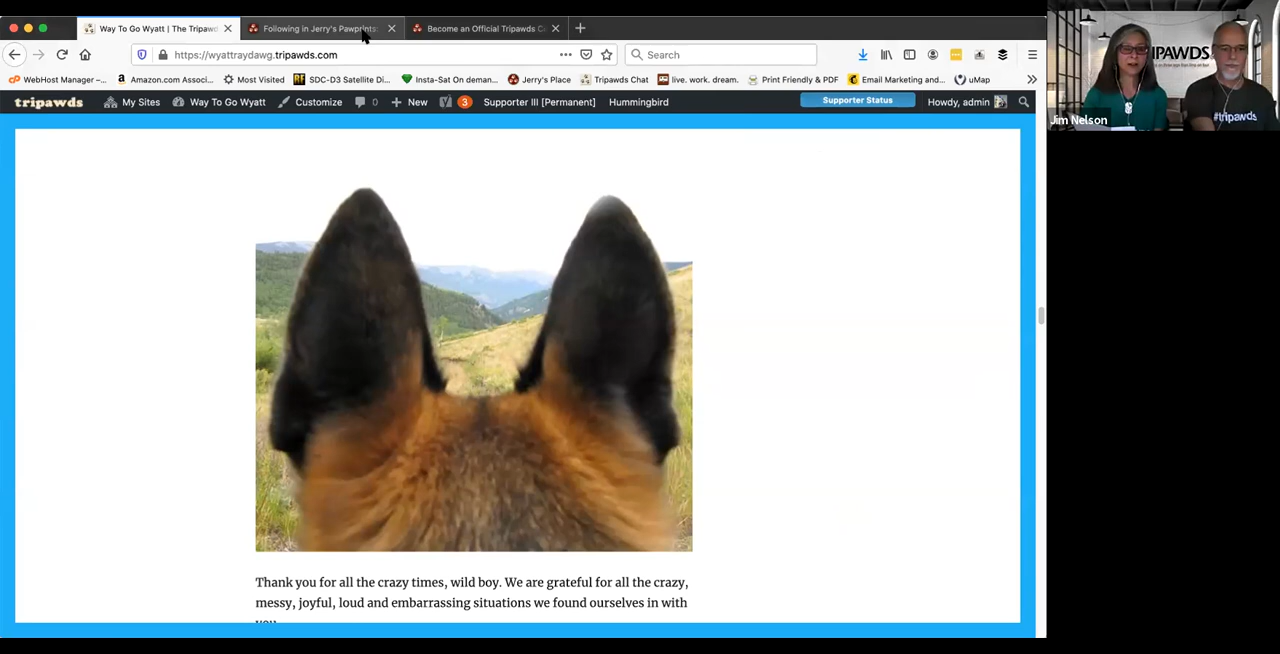 Way To Go Wyatt | The Tripawd
Following in Jerry's Pawprints
Become an Official Tripawds C
https://wyattraydawg.tripawds.com
Search
WebHost Manager –...
Amazon.com Associ...
Most Visited
SDC-D3 Satellite Di...
Insta-Sat On deman...
Jerry's Place
Tripawds Chat
live. work. dream.
Print Friendly & PDF
Email Marketing and...
uMap
tripawds
My Sites
Way To Go Wyatt
Customize
0
New
3
Supporter III [Permanent]
Hummingbird
Supporter Status
Howdy, admin
Thank you for all the crazy times, wild boy. We are grateful for all the crazy,
messy, joyful, loud and embarrassing situations we found ourselves in with
you.
IPAWDS
#tripawds
Jim Nelson